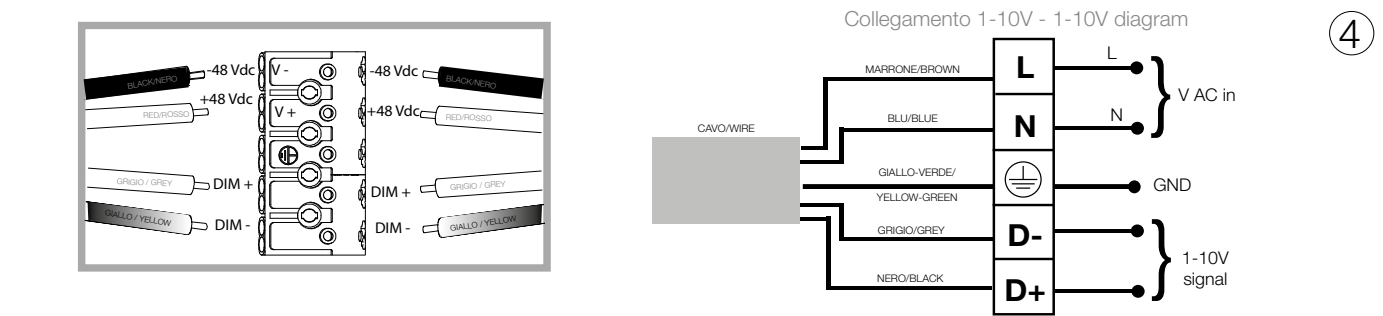 Collegamento 1-10V - 1-10V diagram
4
BLACK/NERO
-48 Vdc
V -
-48 Vdc
BLACK/NERO
RED/ROSSO
+48 Vdc
V +
+48 Vdc
RED/ROSSO
GRIGIO / GREY
DIM +
DIM +
GRIGIO / GREY
GIALLO / YELLOW
DIM -
DIM -
GIALLO / YELLOW
CAVO/WIRE
MARRONE/BROWN
L
L
V AC in
BLU/BLUE
N
N
GIALLO-VERDE/
YELLOW-GREEN
GND
GRIGIO/GREY
D-
1-10V
signal
NERO/BLACK
D+